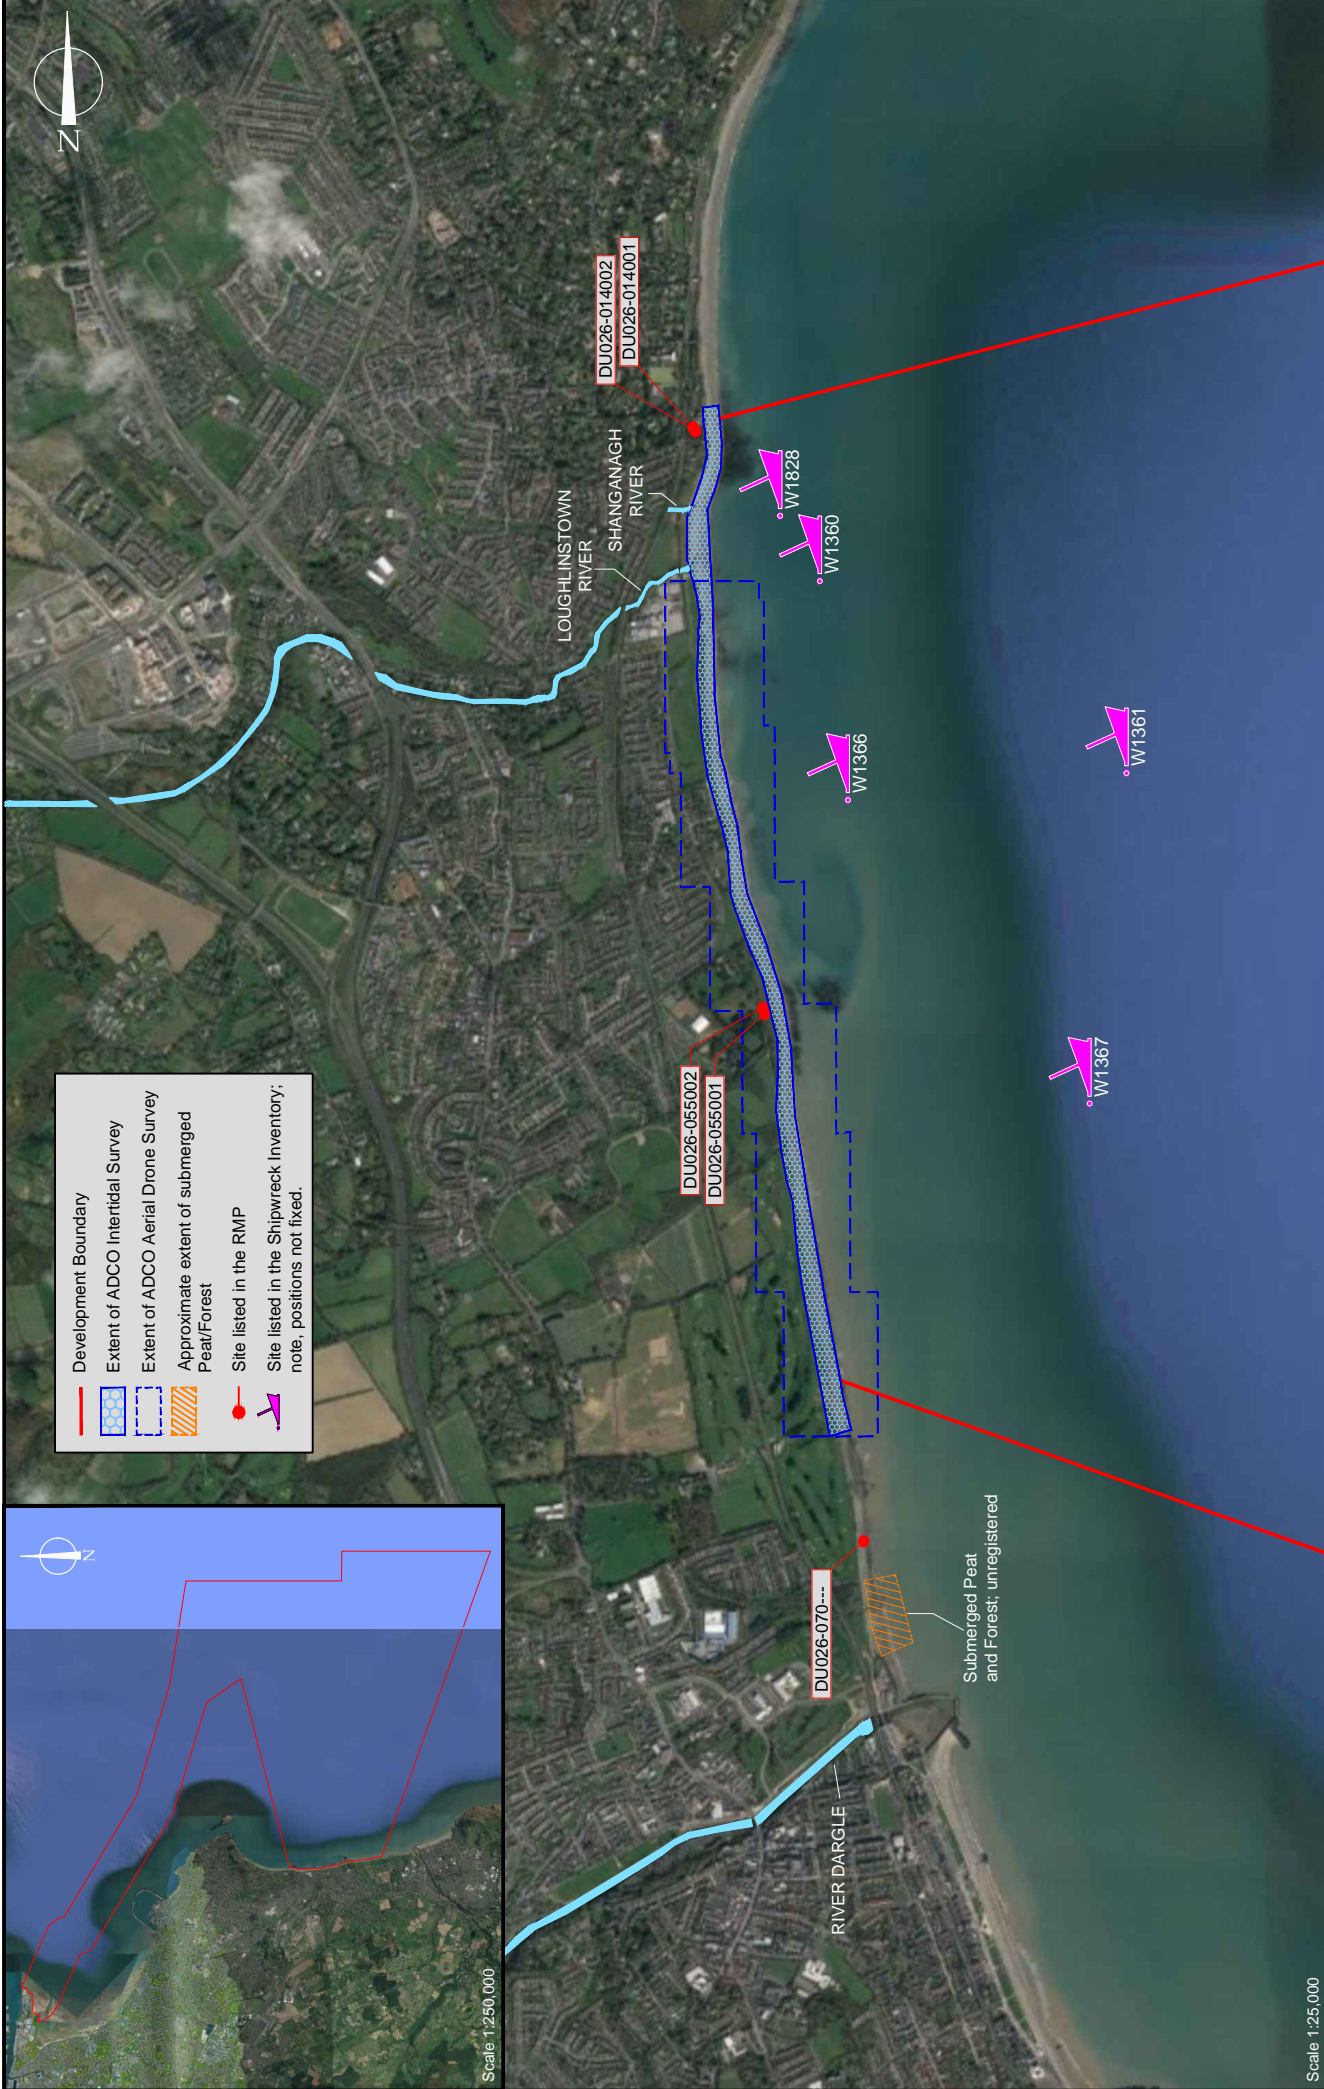 N
DU026-014002
DU026-014001
LOUGHLINSTOWN
RIVER
SHANGANAGH
RIVER
W1828
W1360
W1366
W1361
W1367
DU026-055002
DU026-055001
DU026-070---
Submerged Peat
and Forest; unregistered
RIVER DARGLE
Development Boundary
Extent of ADCO Intertidal Survey
Extent of ADCO Aerial Drone Survey
Approximate extent of submerged
Peat/Forest
Site listed in the RMP
Site listed in the Shipwreck Inventory;
note, positions not fixed.
N
Scale 1:250,000
Scale 1:25,000